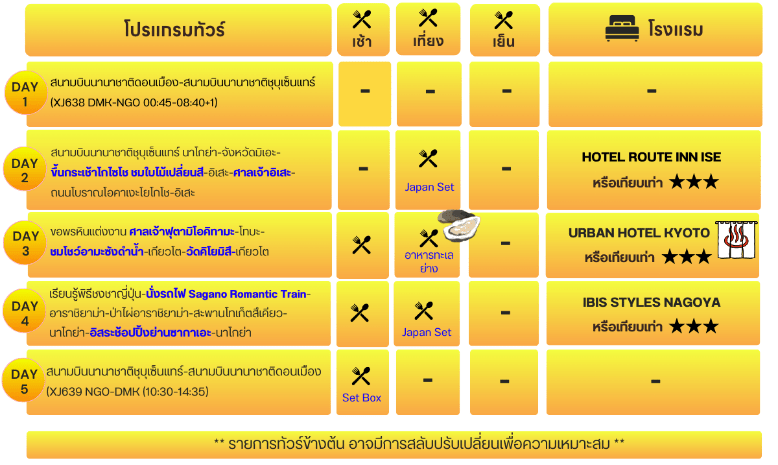 โปรแกรมทัวร์
เช้า
เที่ยง
เย็น
โรงแรม
DAY
1
สนามบินนานาชาติดอนเมือง-สนามบินนานาชาติชุบุเซ็นแทร์
(XJ638 DMK-NGO 00:45-08:40+1)
-
-
-
-
DAY
2
สนามบินนานาชาติชุบุเซ็นแทร์ นาโกย่า-จังหวัดมิเอะ-
ขึ้นกระเช้าโกไซโช ชมใบไม้เปลี่ยนสี-อิเสะ-ศาลเจ้าอิเสะ-
ถนนโบราณโอคาเงะโยโกโช-อิเสะ
-
Japan Set
-
HOTEL ROUTE INN ISE
หรือเทียบเท่า ★★★
DAY
3
ขอพรหินแต่งงาน ศาลเจ้าฟุตามิโอคิทามะ-โทบะ-
ชมโชว์อามะซังดำน้ำ-เกียวโต-วัดคิโยมิสึ-เกียวโต
อาหารทะเล
ย่าง
-
URBAN HOTEL KYOTO
หรือเทียบเท่า ★★★
DAY
4
เรียนรู้พิธีชงชาญี่ปุ่น-นั่งรถไฟ Sagano Romantic Train-
อาราชิยาม่า-ป่าไผ่อาราชิยาม่า-สะพานโทเก็ตสึเคียว-
นาโกย่า-อิสระช้อปปิ้งย่านซากาเอะ-นาโกย่า
Japan Set
-
IBIS STYLES NAGOYA
หรือเทียบเท่า ★★★
DAY
5
สนามบินนานาชาติชุบุเซ็นแทร์-สนามบินนานาชาติดอนเมือง
(XJ639 NGO-DMK (10:30-14:35)
Set Box
-
-
-
** รายการทัวร์ข้างต้น อาจมีการสลับปรับเปลี่ยนเพื่อความเหมาะสม **